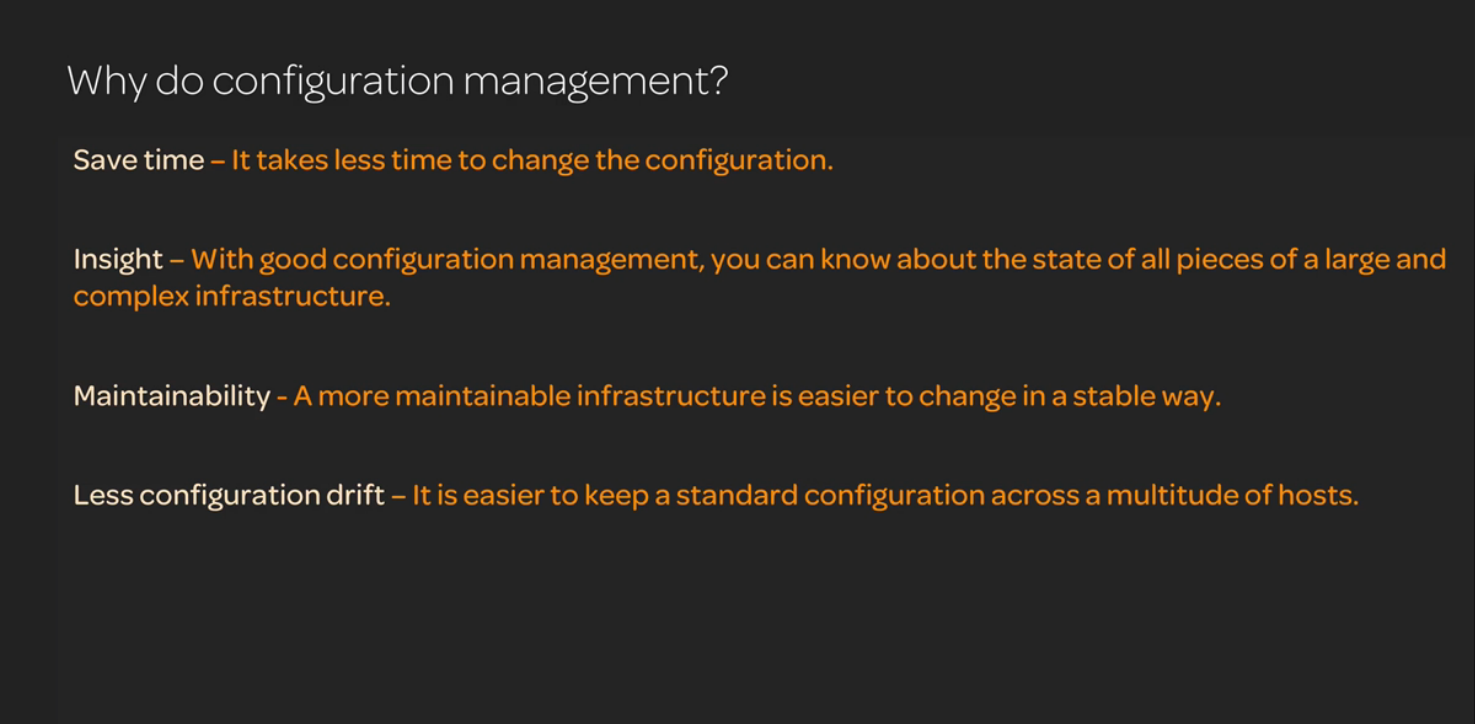 Why do configuration management?
Save time – It takes less time to change the configuration.
Insight – With good configuration management, you can know about the state of all pieces of a large and
complex infrastructure.
Maintainability - A more maintainable infrastructure is easier to change in a stable way.
Less configuration drift – It is easier to keep a standard configuration across a multitude of hosts.